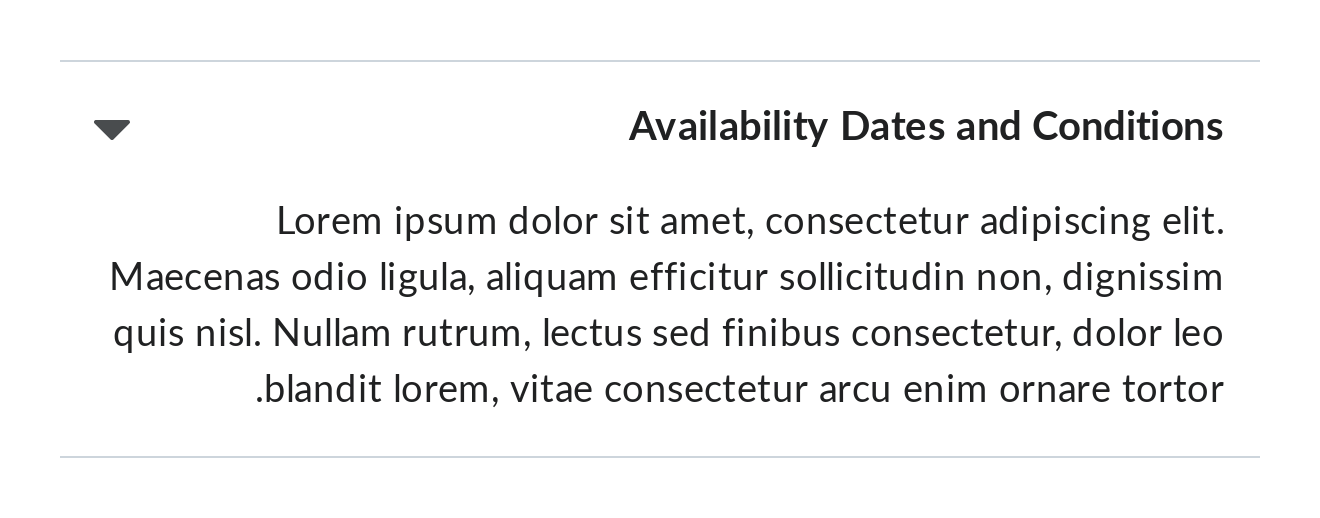 Availability Dates and Conditions
Lorem ipsum dolor sit amet, consectetur adipiscing elit.
Maecenas odio ligula, aliquam efficitur sollicitudin non, dignissim
quis nisl. Nullam rutrum, lectus sed finibus consectetur, dolor leo
.blandit lorem, vitae consectetur arcu enim ornare tortor